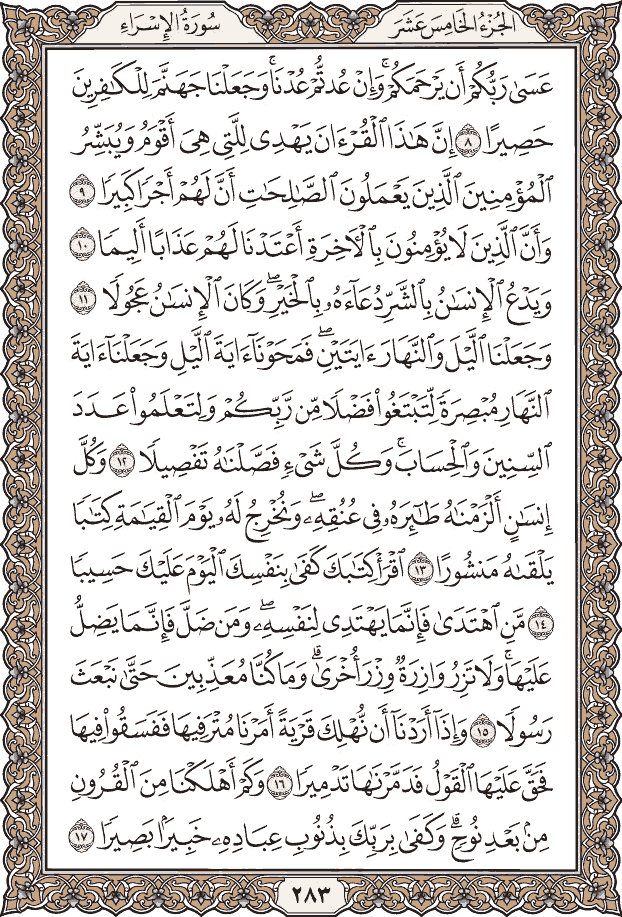 الجُزْءُ الخَامِسَ عَشَرَ سُورَةُ الإِسْرَاءِ
عَسَىٰ رَبُّكُمْ أَن يَرْحَمَكُمْ ۚ وَإِنْ عُدتُّمْ عُدْنَا ۘ وَجَعَلْنَا جَهَنَّمَ لِلْكَافِرِينَ
حَصِيرًا ٨ إِنَّ هَٰذَا الْقُرْءَانَ يَهْدِي لِلَّتِي هِيَ أَقْوَمُ وَيُبَشِّرُ
الْمُؤْمِنِينَ الَّذِينَ يَعْمَلُونَ الصَّالِحَاتِ أَنَّ لَهُمْ أَجْرًا كَبِيرًا ٩
وَأَنَّ الَّذِينَ لَا يُؤْمِنُونَ بِالْآخِرَةِ أَعْتَدْنَا لَهُمْ عَذَابًا أَلِيمًا ١٠
وَيَدْعُ الْإِنسَانُ بِالشَّرِّ دُعَاءَهُۥ بِالْخَيْرِ ۖ وَكَانَ الْإِنسَانُ عَجُولًا ١١
وَجَعَلْنَا اللَّيْلَ وَالنَّهَارَ ءَايَتَيْنِ ۖ فَمَحَوْنَا ءَايَةَ اللَّيْلِ وَجَعَلْنَا ءَايَةَ
النَّهَارِ مُبْصِرَةً لِّتَبْتَغُوا فَضْلًا مِّن رَّبِّكُمْ وَلِتَعْلَمُوا عَدَدَ
السِّنِينَ وَالْحِسَابَ ۚ وَكُلَّ شَيْءٍ فَصَّلْنَاهُ تَفْصِيلًا ١٢ وَكُلَّ
إِنسَانٍ أَلْزَمْنَاهُ طَائِرَهُۥ فِي عُنُقِهِۦ ۖ وَنُخْرِجُ لَهُۥ يَوْمَ الْقِيَامَةِ كِتَابًا
يَلْقَاهُ مَنشُورًا ١٣ اقْرَأْ كِتَابَكَ كَفَىٰ بِنَفْسِكَ الْيَوْمَ عَلَيْكَ حَسِيبًا
١٤ مَّنِ اهْتَدَىٰ فَإِنَّمَا يَهْتَدِي لِنَفْسِهِۦ ۖ وَمَن ضَلَّ فَإِنَّمَا يَضِلُّ
عَلَيْهَا ۚ وَلَا تَزِرُ وَازِرَةٌ وِزْرَ أُخْرَىٰ ۗ وَمَا كُنَّا مُعَذِّبِينَ حَتَّىٰ نَبْعَثَ
رَسُولًا ١٥ وَإِذَا أَرَدْنَا أَن نُّهْلِكَ قَرْيَةً أَمَرْنَا مُتْرَفِيهَا فَفَسَقُوا فِيهَا
فَحَقَّ عَلَيْهَا الْقَوْلُ فَدَمَّرْنَاهَا تَدْمِيرًا ١٦ وَكَمْ أَهْلَكْنَا مِنَ الْقُرُونِ
مِن بَعْدِ نُوحٍ ۗ وَكَفَىٰ بِرَبِّكَ بِذُنُوبِ عِبَادِهِۦ خَبِيرًا بَصِيرًا ١٧
٢٨٣